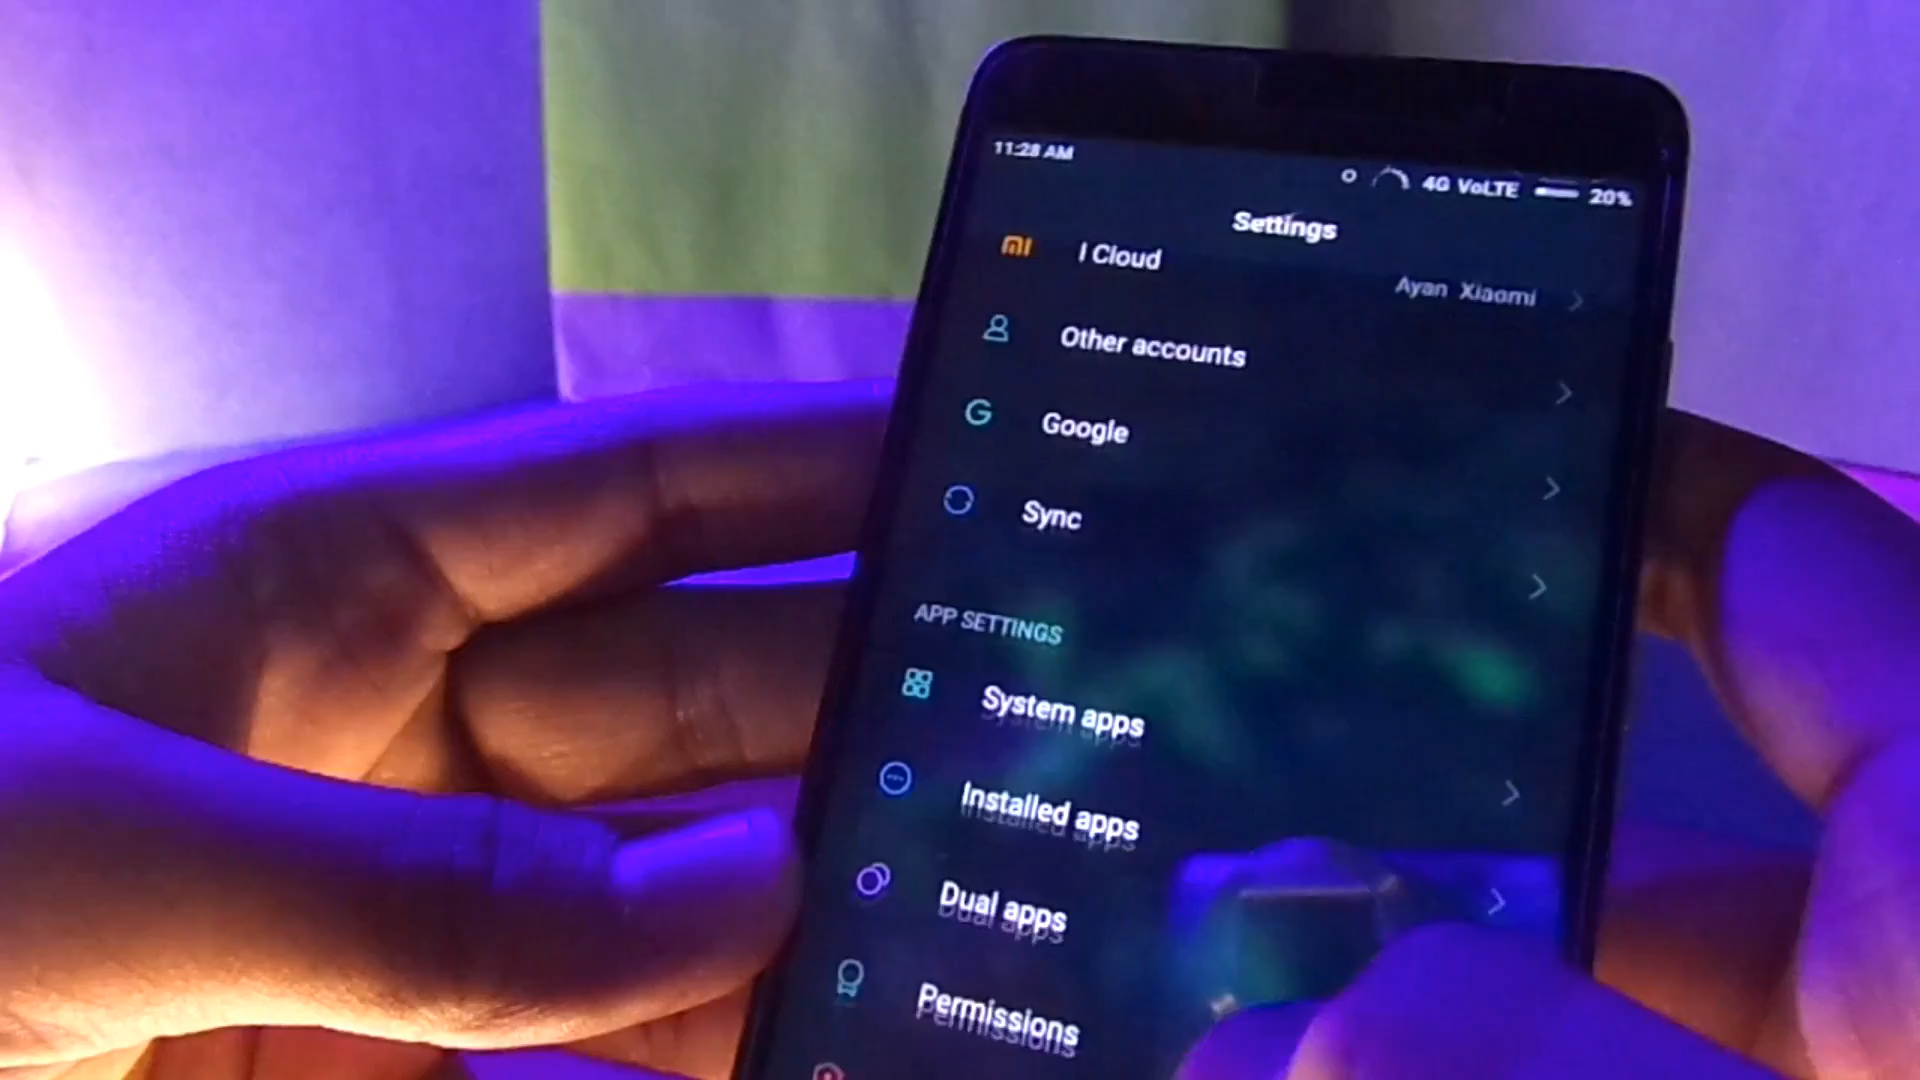 11:28 AM
4G VoLTE 20%
Settings
I Cloud
Ayan Xiaomi
Other accounts
Google
Sync
APP SETTINGS
System apps
Installed apps
Dual apps
Permissions